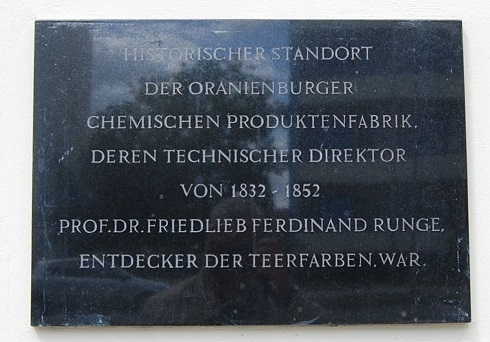 HISTORISCHER STANDORT
DER ORANIENBURGER
CHEMISCHEN PRODUKTENFABRIK,
DEREN TECHNISCHER DIREKTOR
VON 1832 - 1852
PROF.DR.FRIEDLIEB FERDINAND RUNGE,
ENTDECKER DER TEERFARBEN, WAR.